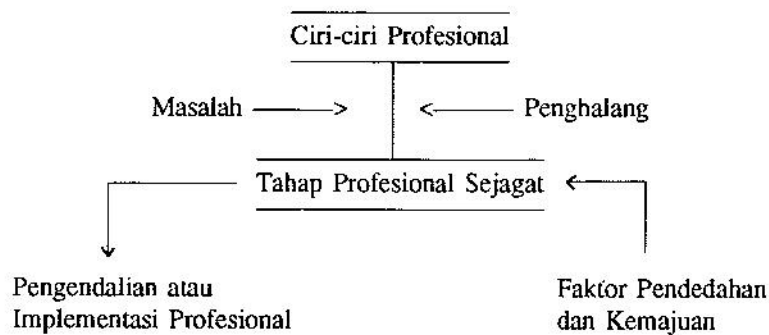 Ciri-ciri Profesional
Masalah
Penghalang
Tahap Profesional Sejagat
Pengendalian atau
Implementasi Profesional
Faktor Pendedahan
dan Kemajuan